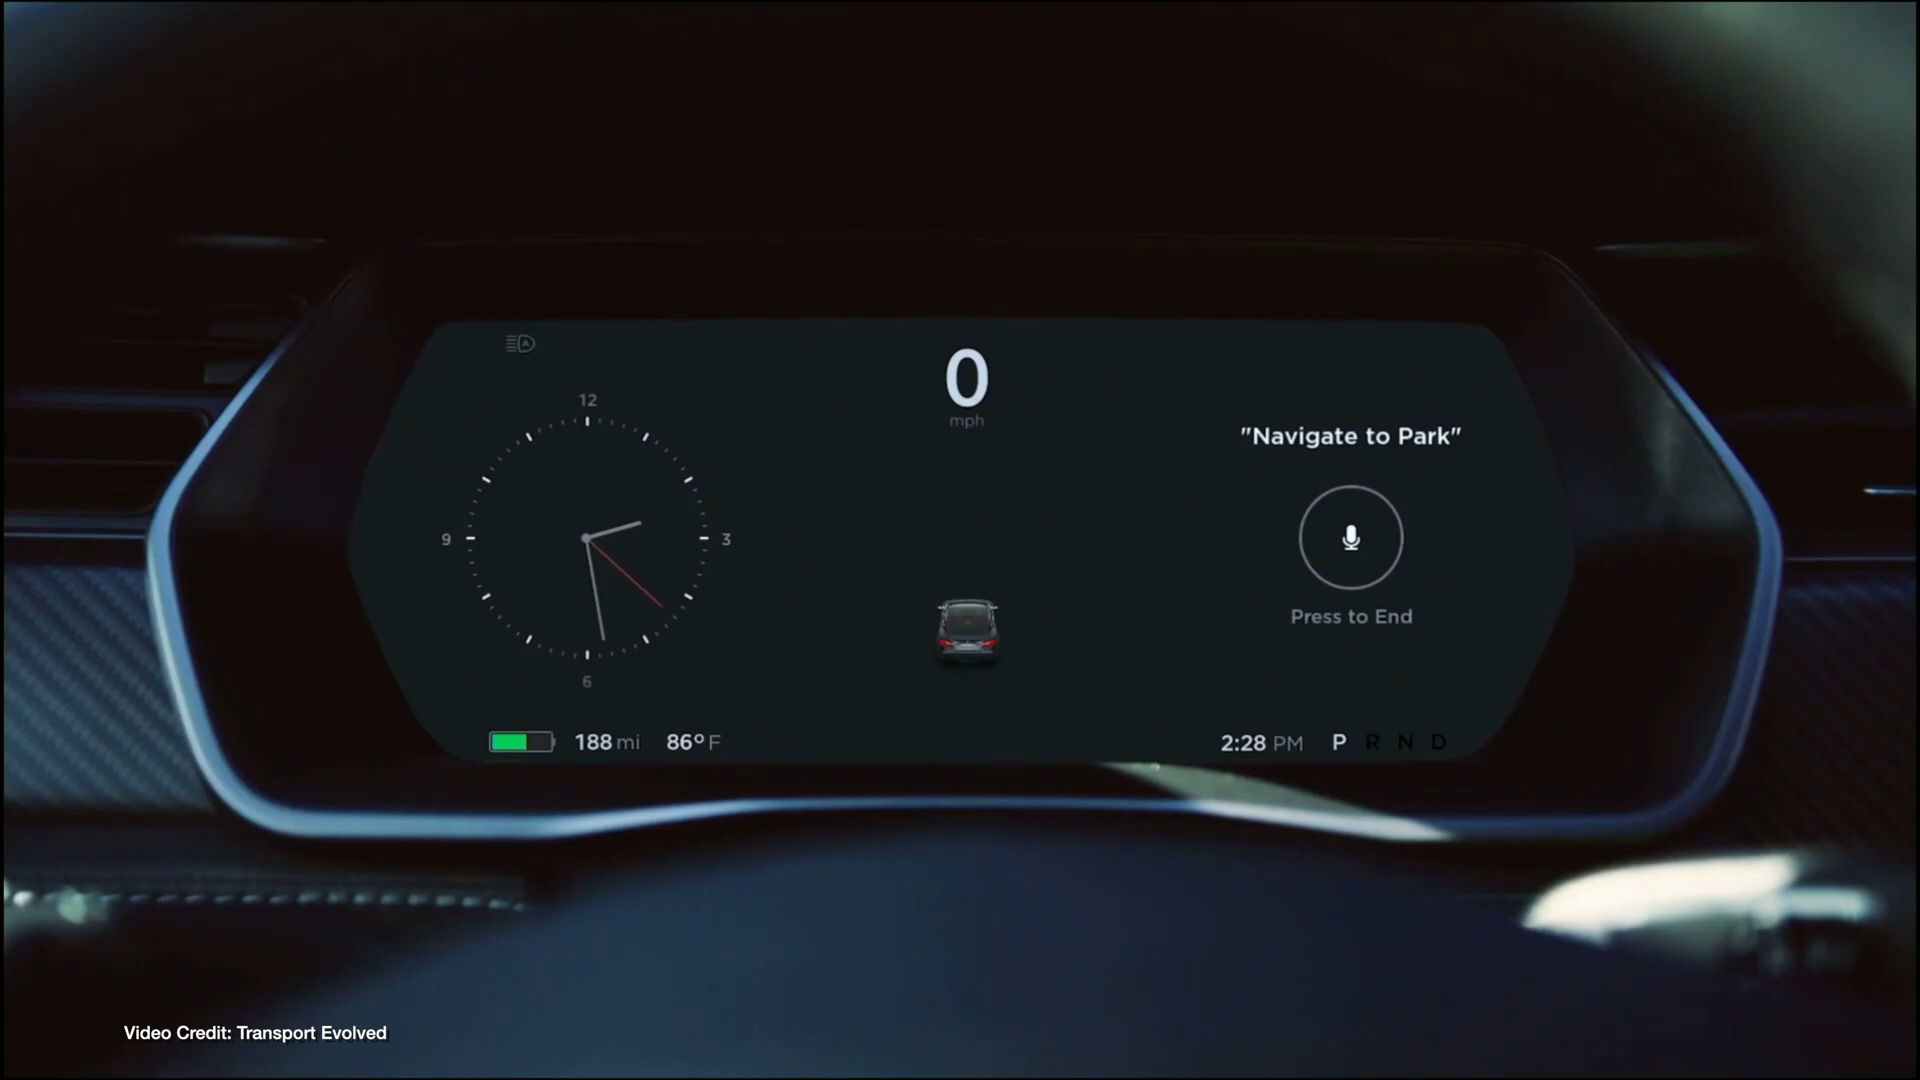 A
12
9
3
6
0
mph
"Navigate to Park"
Press to End
188 mi 86° F
2:28 PM P R N D
Video Credit: Transport Evolved